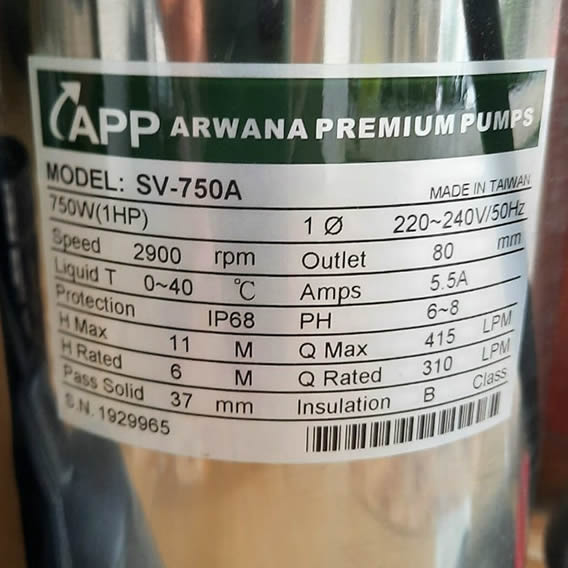 APP ARWANA PREMIUM PUMPS
MODEL: SV-750A MADE IN TAIWAN
750W(1HP) 1 Ø 220~240V/50Hz
Speed 2900 rpm Outlet 80 mm
Liquid T 0~40 ℃ Amps 5.5A
Protection IP68 PH 6~8
H Max 11 M Q Max 415 LPM
H Rated 6 M Q Rated 310 LPM
Pass Solid 37 mm Insulation B Class
S.N. 1929965